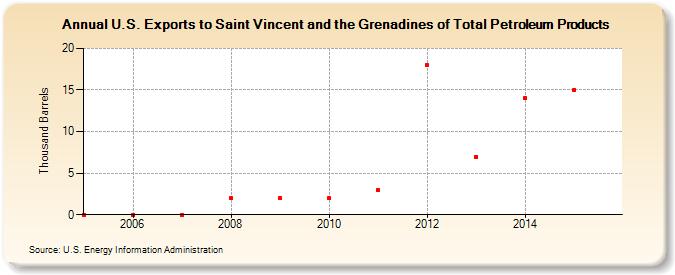 Annual U.S. Exports to Saint Vincent and the Grenadines of Total Petroleum Products
Thousand Barrels
20
15
10
5
0
2006 2008 2010 2012 2014
Source: U.S. Energy Information Administration